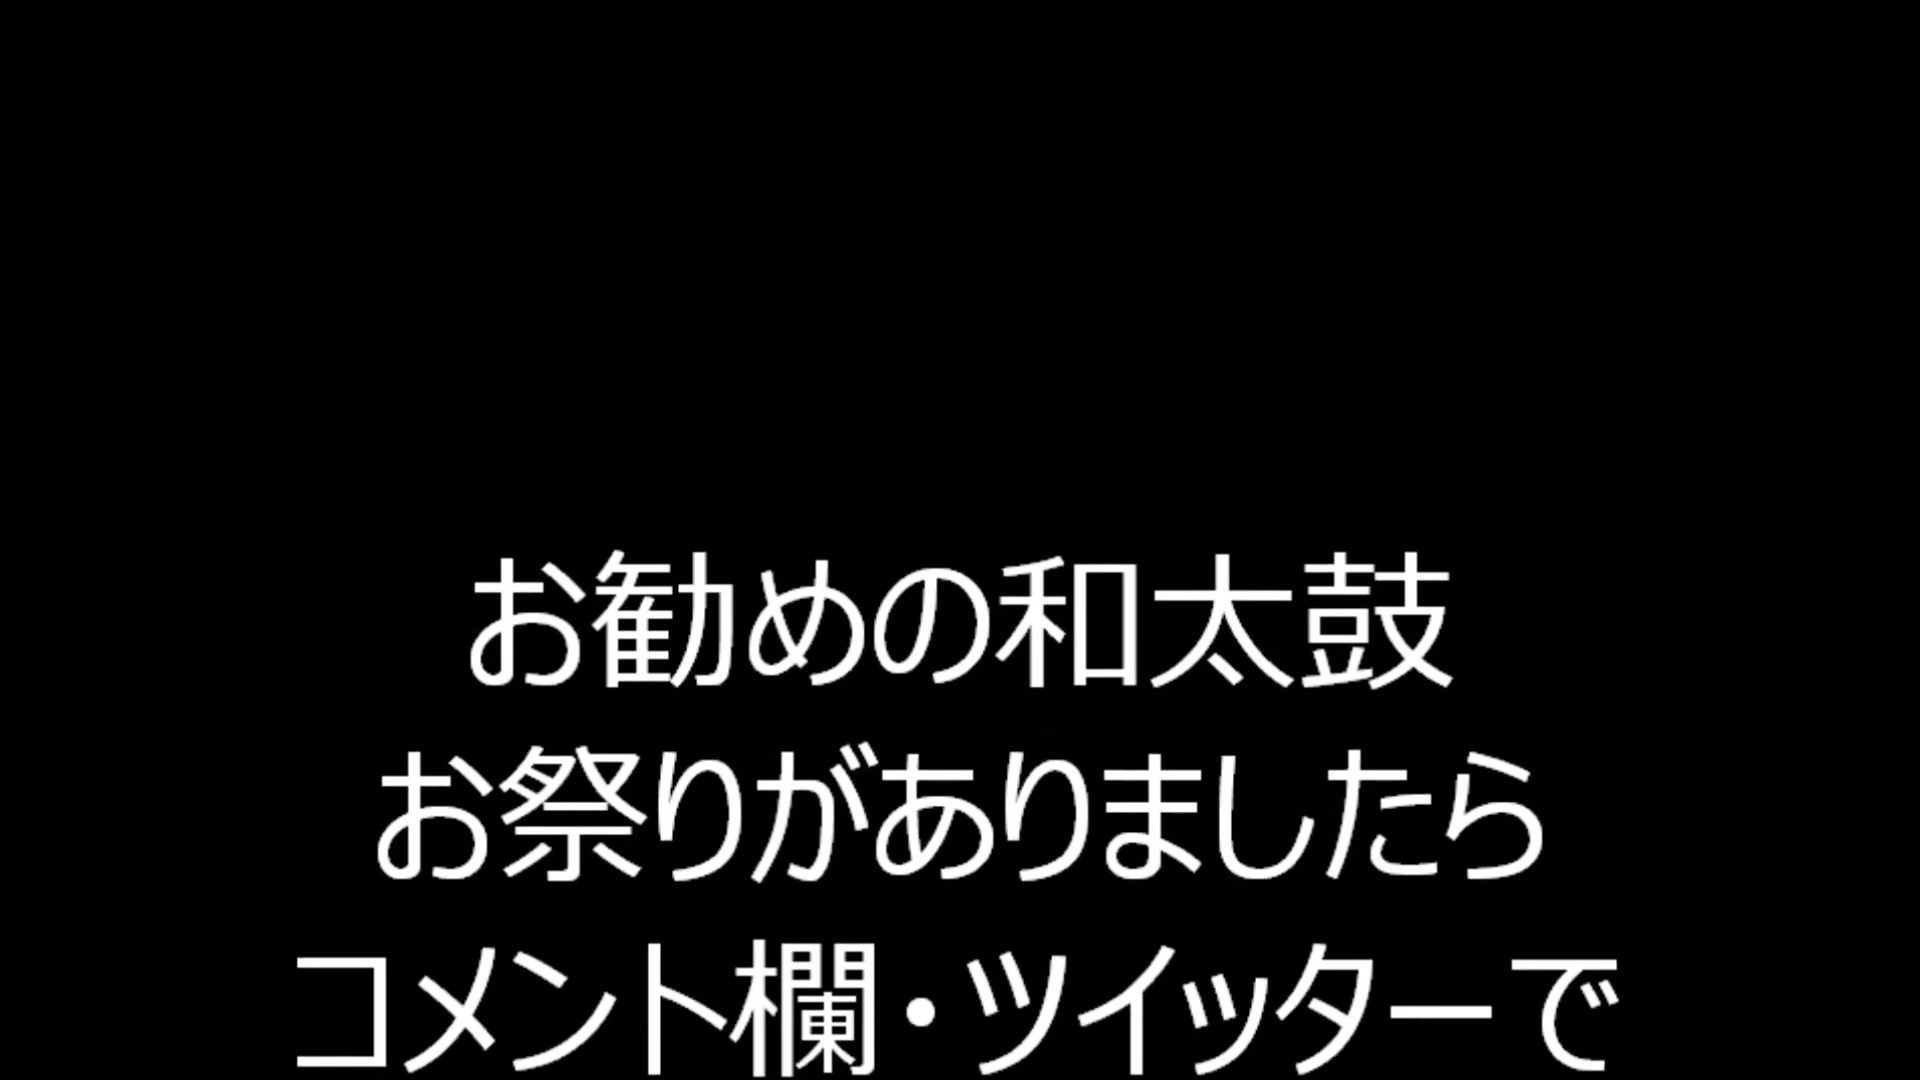 お勧めの和太鼓
お祭りがありましたら
コメント欄・ツイッターで